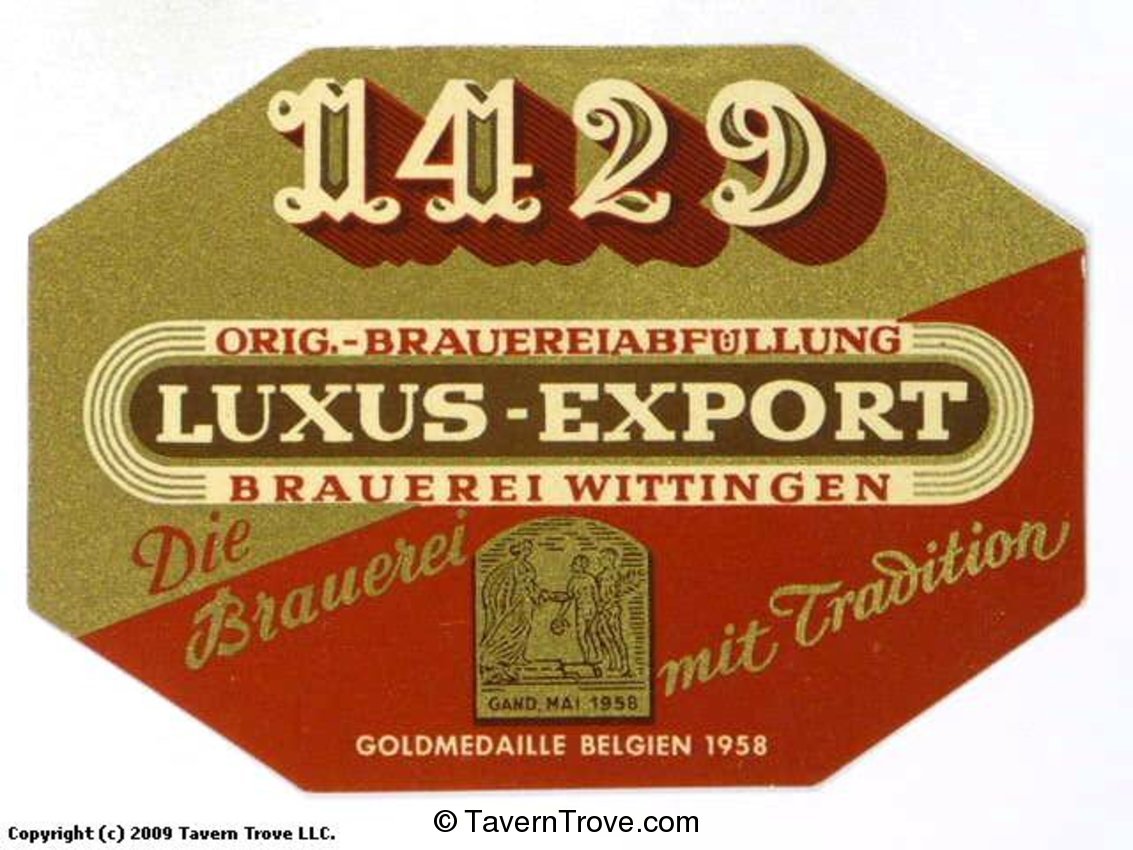 1429
ORIG.-BRAUEREIABFÜLLUNG
LUXUS-EXPORT
BRAUEREI WITTINGEN
Die
Brauerei
mit Tradition
GAND, MAI 1958
GOLDMEDAILLE BELGIEN 1958
© TavernTrove.com
Copyright (c) 2009 Tavern Trove LLC.